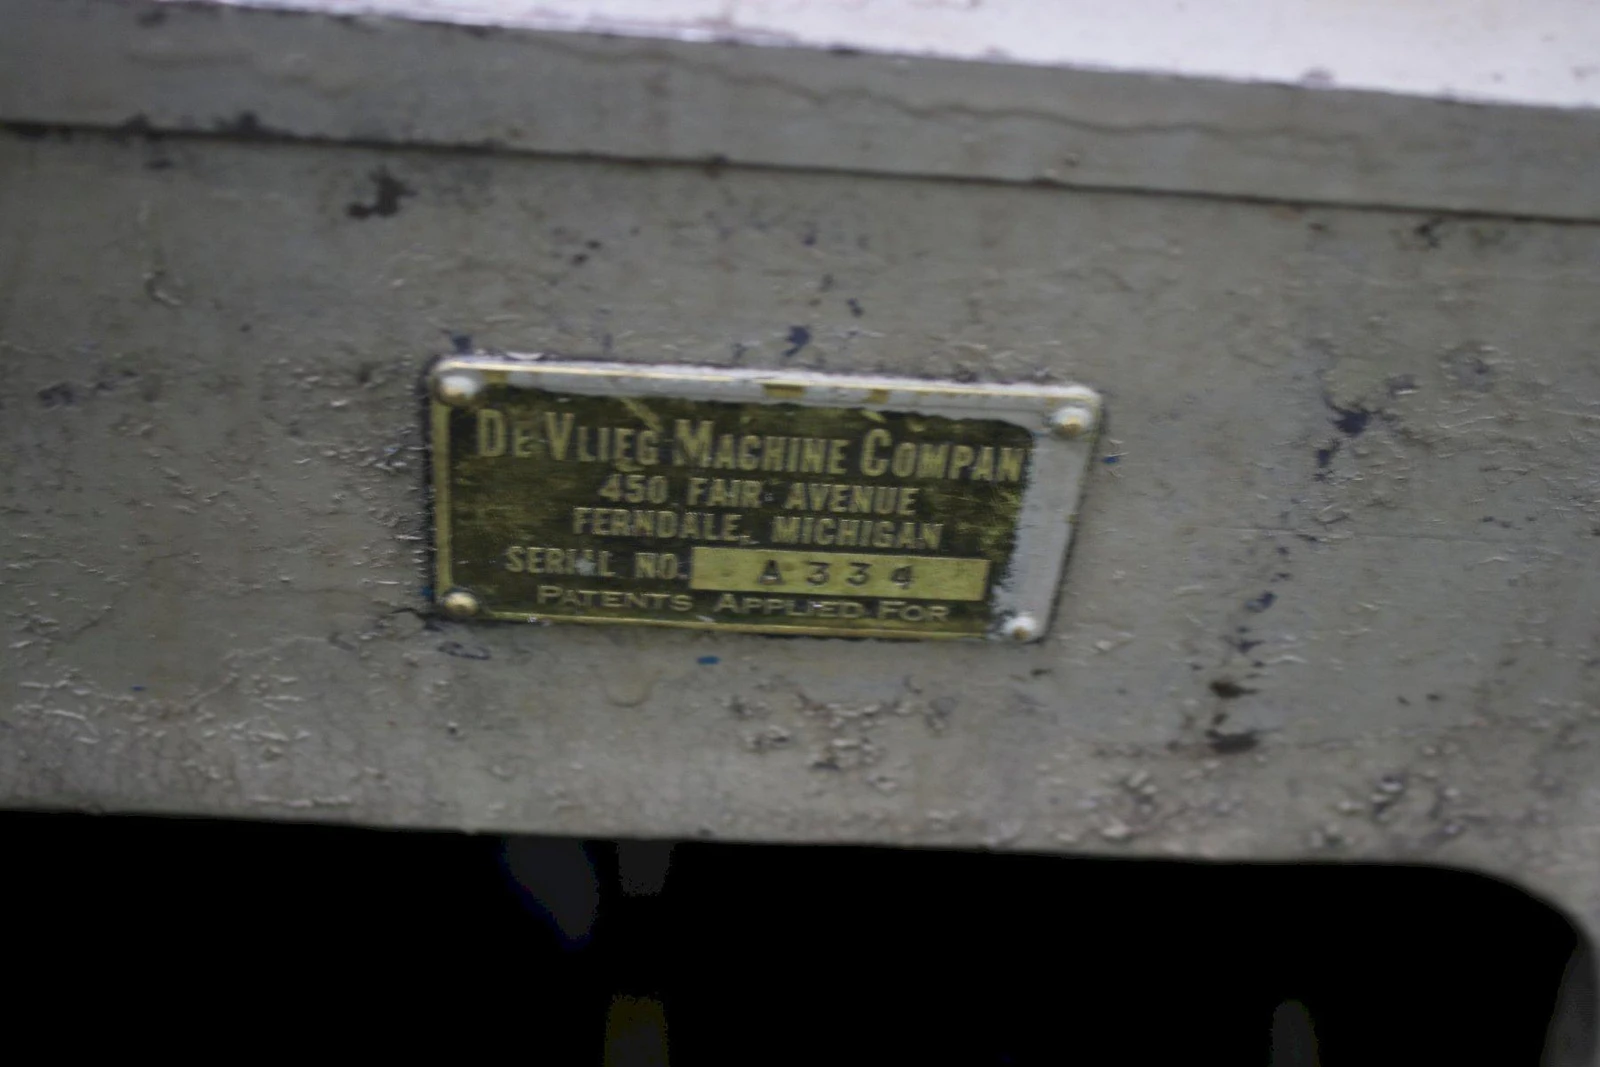 DEVLIEG MACHINE COMPAN
450 FAIR AVENUE
FERNDALE, MICHIGAN
SERIAL NO. A334
PATENTS APPLIED FOR